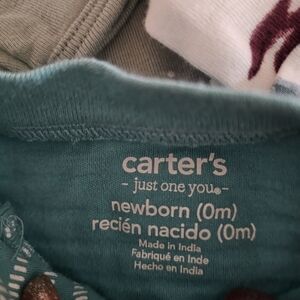 carter's
- just one you®-
newborn (0m)
recién nacido (0m)
Made in India
Fabriqué en Inde
Hecho en India